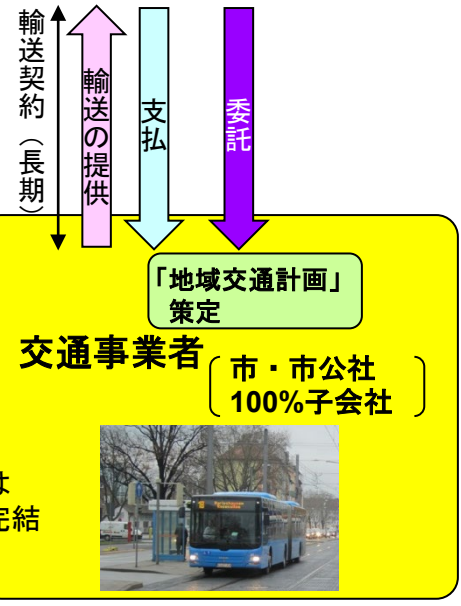 輸送契約（長期）
輸送の提供
支払
委託
「地域交通計画」
策定
交通事業者
市・市公社
100%子会社
は
完結